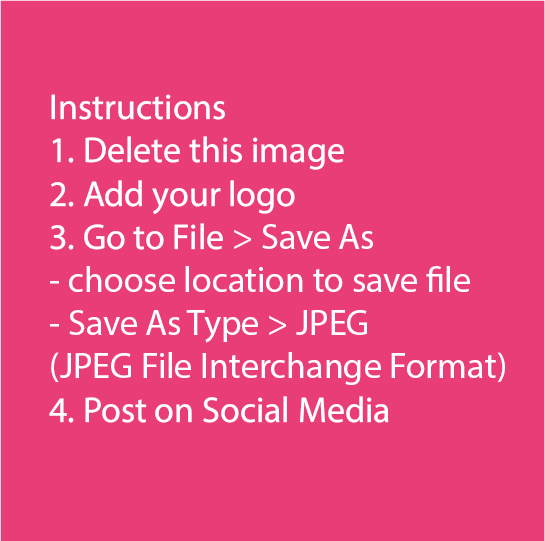 Instructions
1. Delete this image
2. Add your logo
3. Go to File > Save As
- choose location to save file
- Save As Type > JPEG
(JPEG File Interchange Format)
4. Post on Social Media